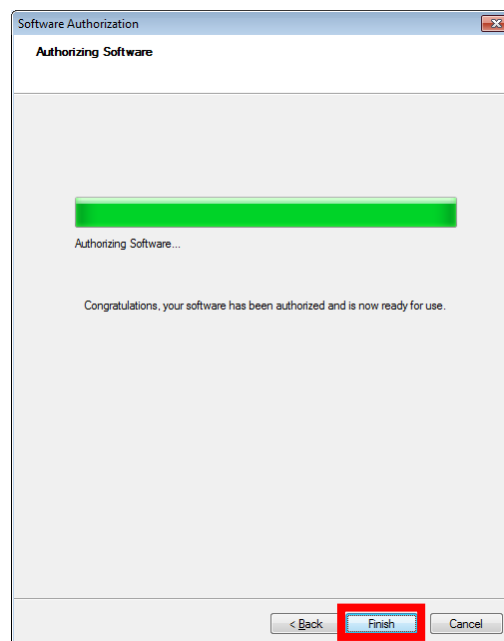 Software Authorization
Authorizing Software
Authorizing Software...
Congratulations, your software has been authorized and is now ready for use.
< Back
Finish
Cancel